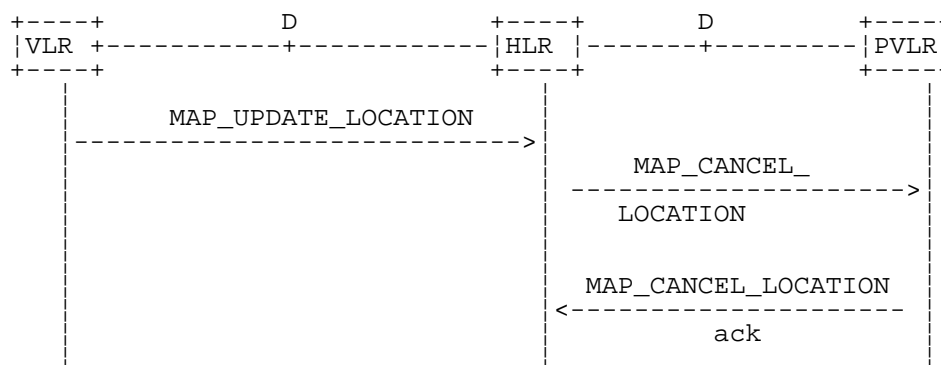 D D
VLR HLR PVLR
MAP_UPDATE_LOCATION
MAP_CANCEL_
LOCATION
MAP_CANCEL_LOCATION
ack